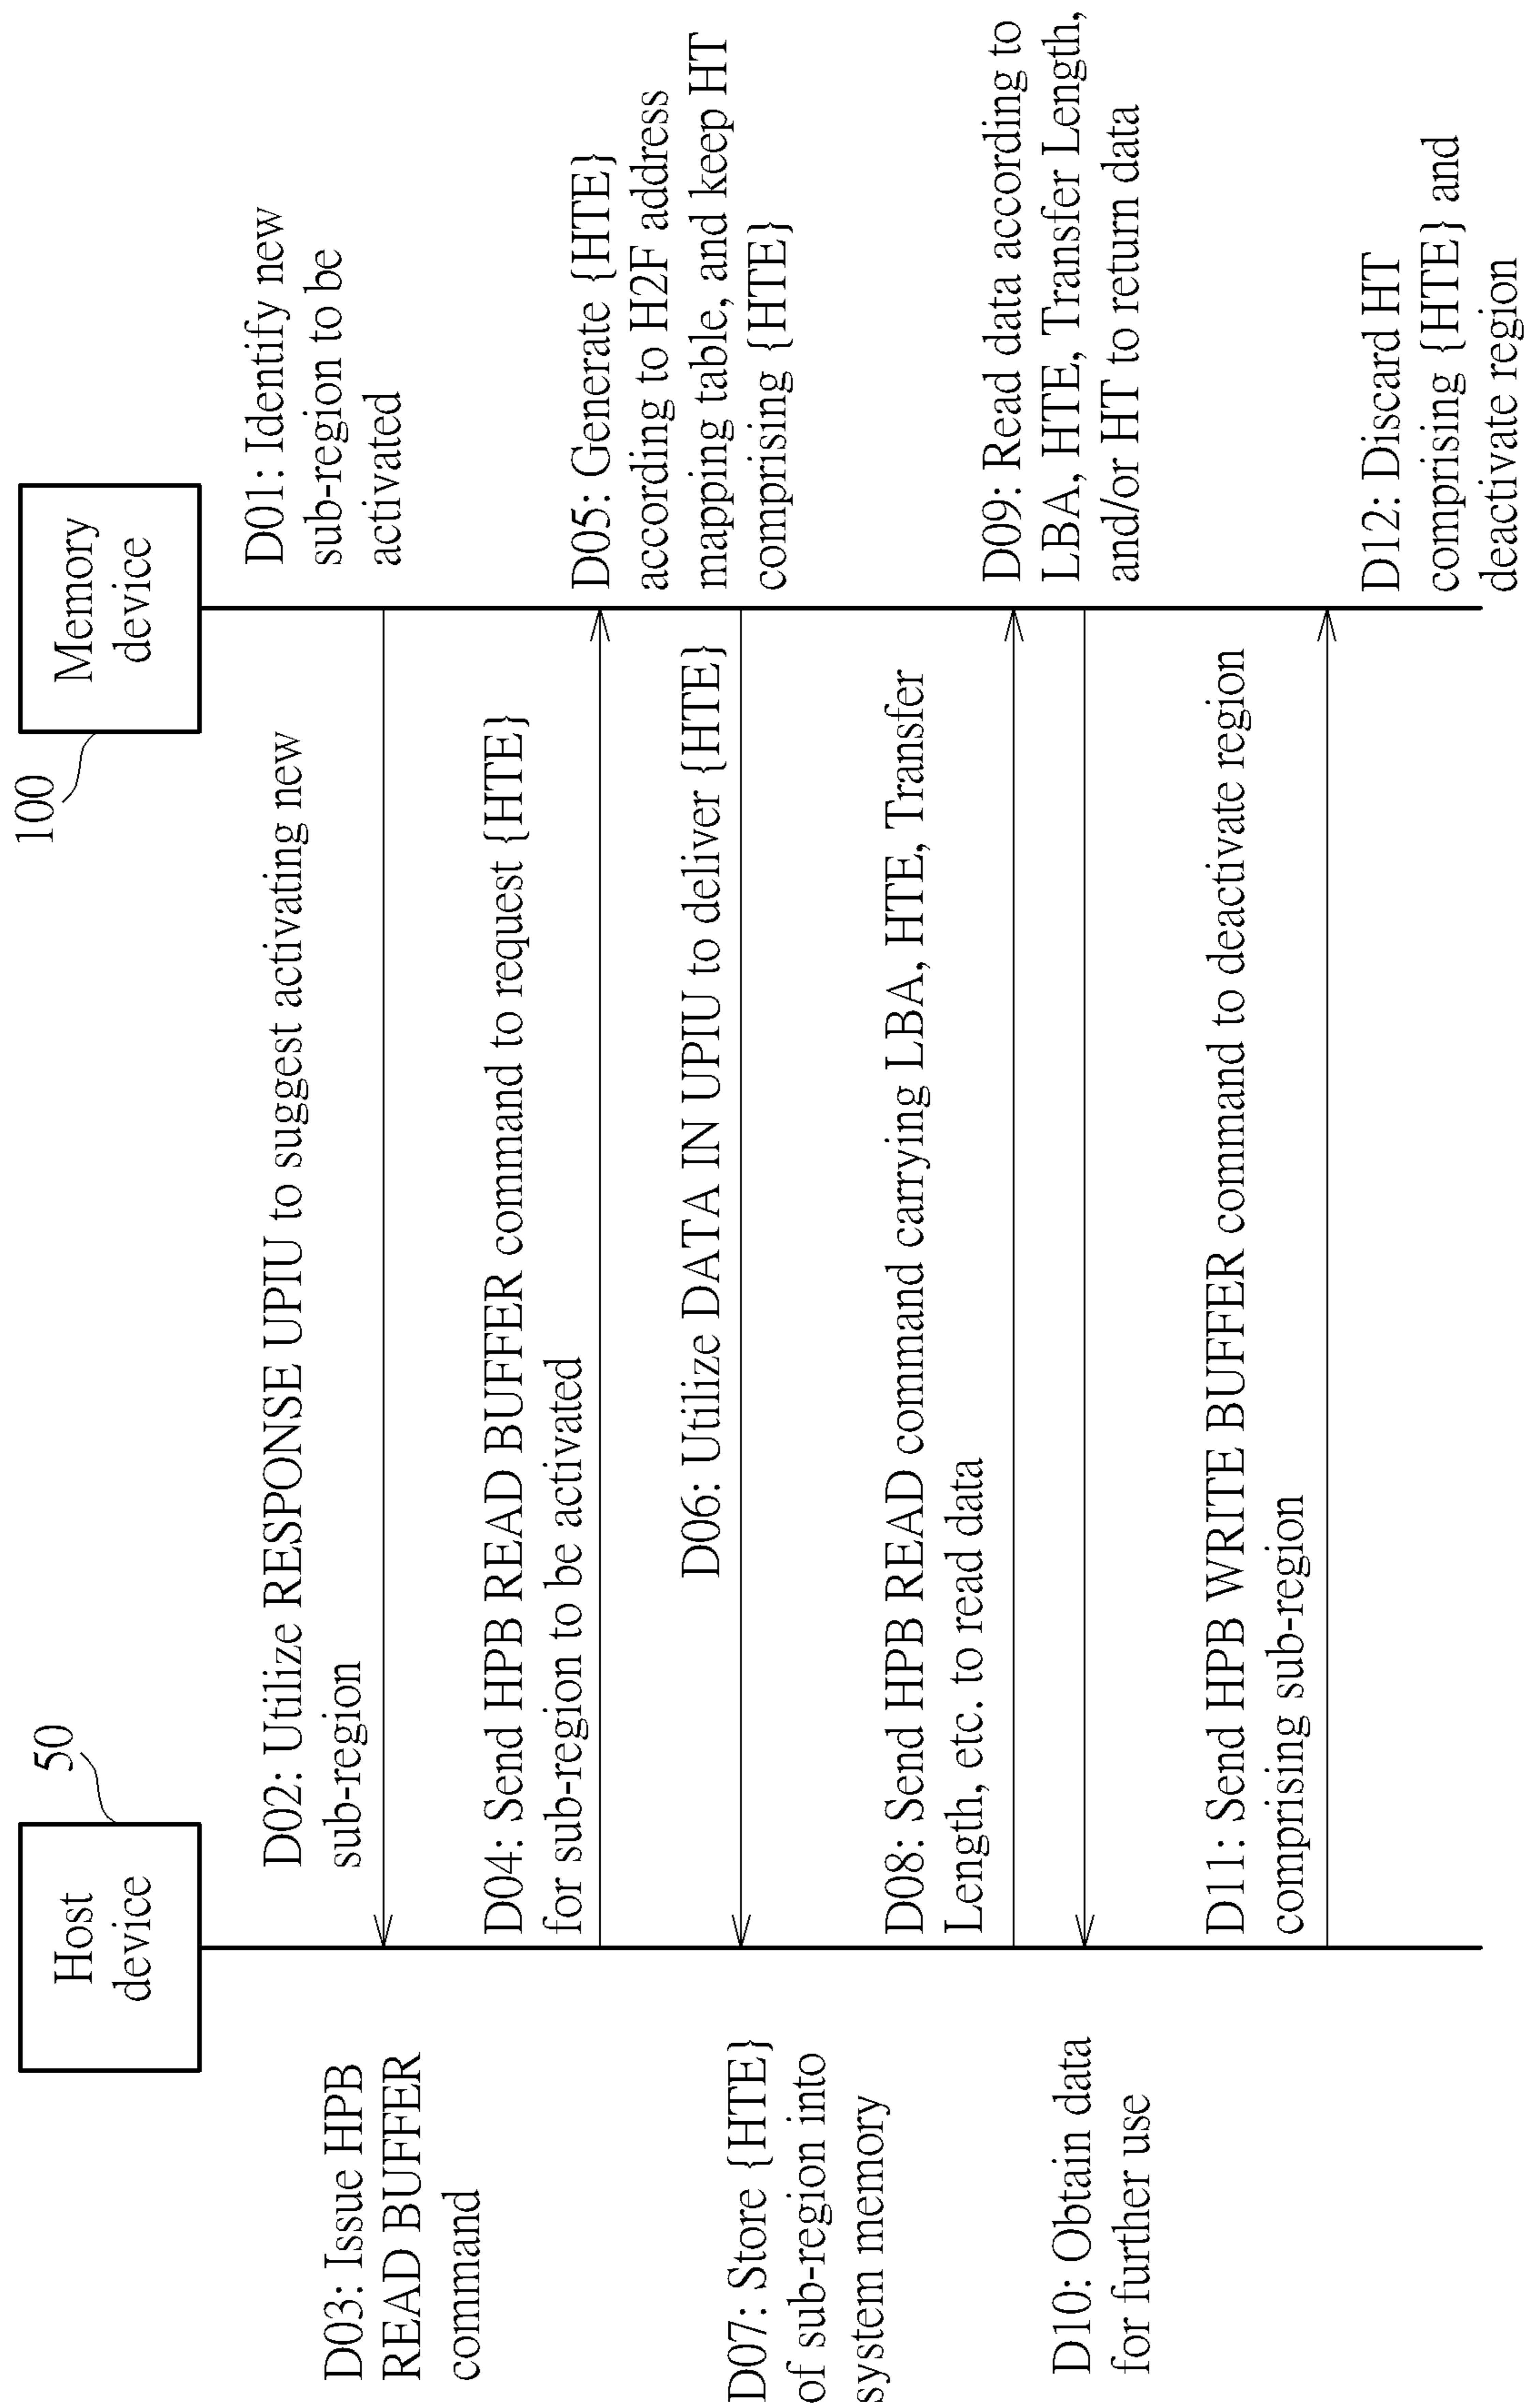 Host
device
50
Memory
device
100
D01: Identify new
sub-region to be
activated
D02: Utilize RESPONSE UPIU to suggest activating new
sub-region
D03: Issue HPB
READ BUFFER
command
D04: Send HPB READ BUFFER command to request {HTE}
for sub-region to be activated
D05: Generate {HTE}
according to H2F address
mapping table, and keep HT
comprising {HTE}
D06: Utilize DATA IN UPIU to deliver {HTE}
D07: Store {HTE}
of sub-region into
system memory
D08: Send HPB READ command carrying LBA, HTE, Transfer
Length, etc. to read data
D09: Read data according to
LBA, HTE, Transfer Length,
and/or HT to return data
D10: Obtain data
for further use
D11: Send HPB WRITE BUFFER command to deactivate region
comprising sub-region
D12: Discard HT
comprising {HTE} and
deactivate region